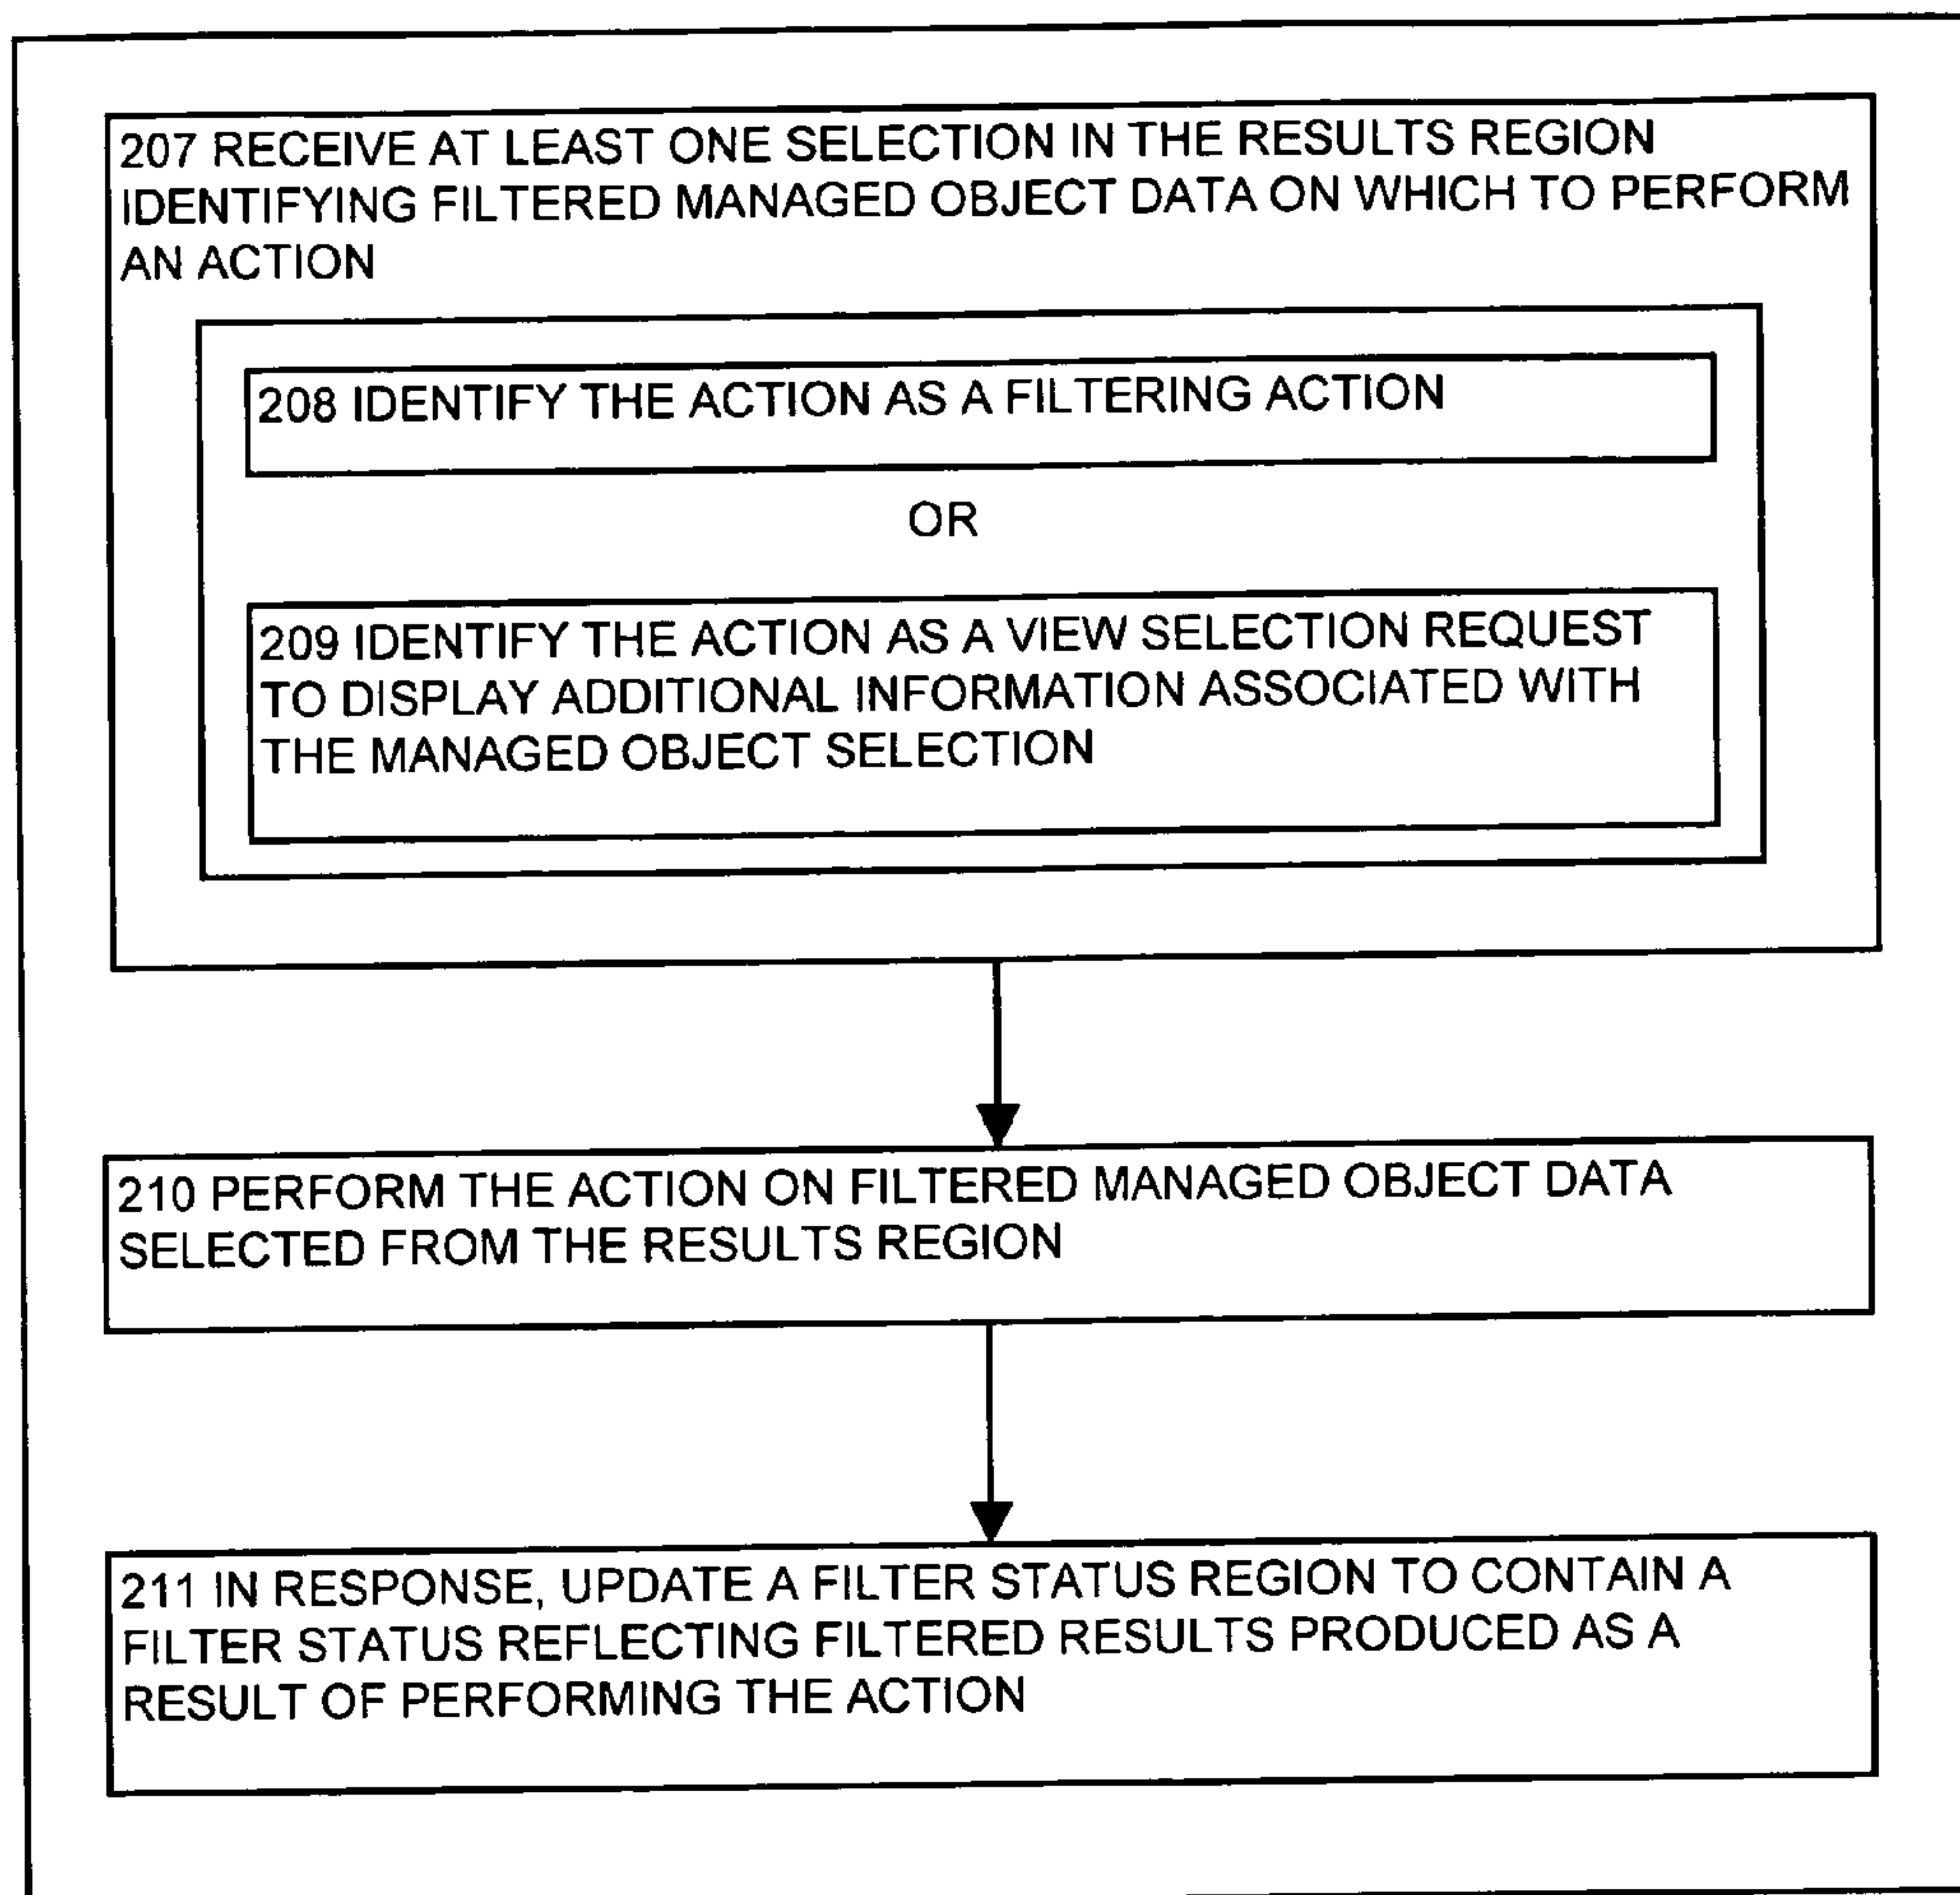 207 RECEIVE AT LEAST ONE SELECTION IN THE RESULTS REGION
IDENTIFYING FILTERED MANAGED OBJECT DATA ON WHICH TO PERFORM
AN ACTION
208 IDENTIFY THE ACTION AS A FILTERING ACTION
OR
209 IDENTIFY THE ACTION AS A VIEW SELECTION REQUEST
TO DISPLAY ADDITIONAL INFORMATION ASSOCIATED WITH
THE MANAGED OBJECT SELECTION
210 PERFORM THE ACTION ON FILTERED MANAGED OBJECT DATA
SELECTED FROM THE RESULTS REGION
211 IN RESPONSE, UPDATE A FILTER STATUS REGION TO CONTAIN A
FILTER STATUS REFLECTING FILTERED RESULTS PRODUCED AS A
RESULT OF PERFORMING THE ACTION